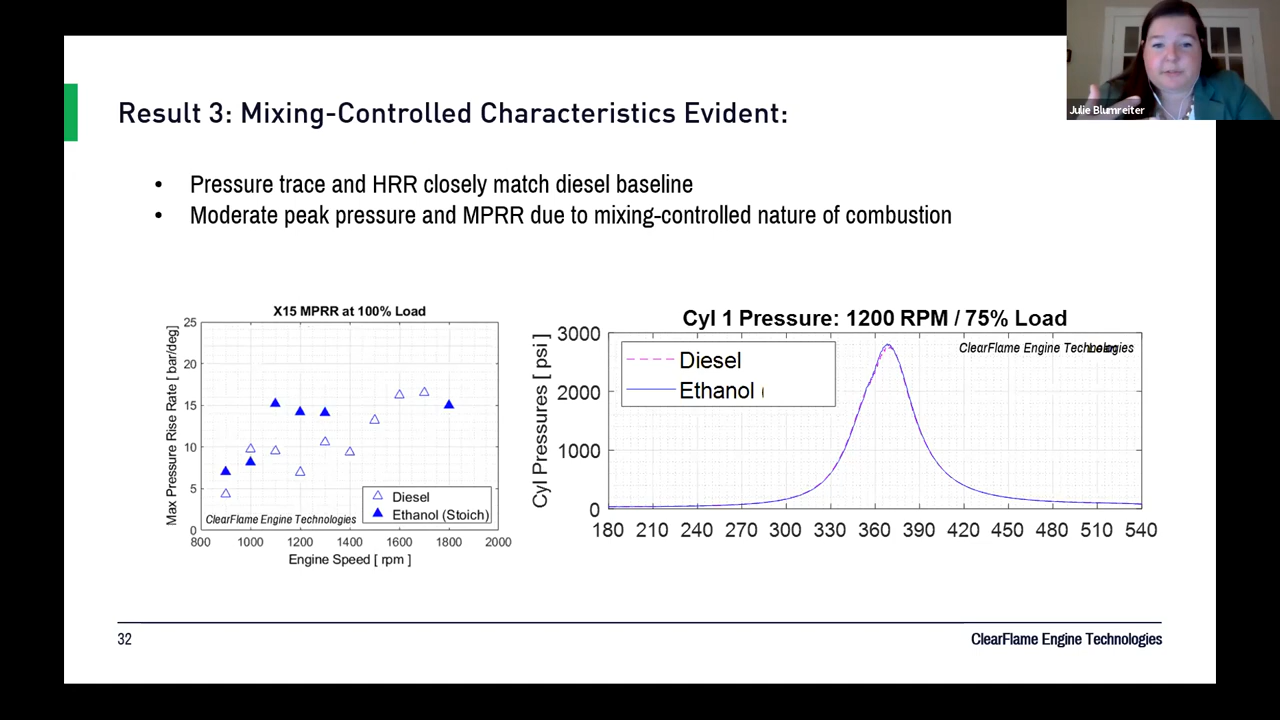 Julie Blumreiter
Result 3: Mixing-Controlled Characteristics Evident:
• Pressure trace and HRR closely match diesel baseline
• Moderate peak pressure and MPRR due to mixing-controlled nature of combustion
X15 MPRR at 100% Load
Max Pressure Rise Rate [ bar/deg]
25
20
15
10
5
0
Diesel
Ethanol (Stoich)
ClearFlame Engine Technologies
800 1000 1200 1400 1600 1800 2000
Engine Speed [ rpm ]
Cyl 1 Pressure: 1200 RPM / 75% Load
Cyl Pressures [ psi ]
3000
2000
1000
0
Diesel
Ethanol (
ClearFlame Engine Technologies
180 210 240 270 300 330 360 390 420 450 480 510 540
32
ClearFlame Engine Technologies